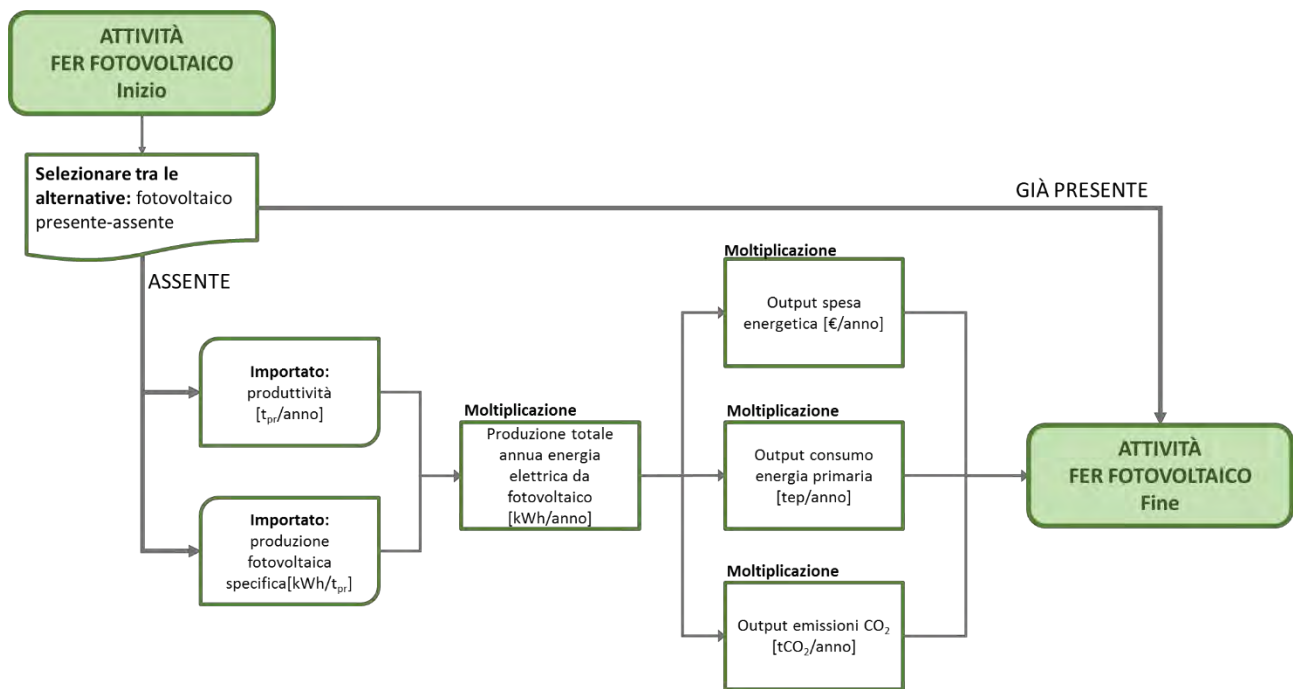 ATTIVITÀ
FER FOTOVOLTAICO
Inizio
Selezionare tra le
alternative: fotovoltaico
presente-assente
GIÀ PRESENTE
ASSENTE
Importato:
produttività
[t_pr/anno]
Importato:
produzione
fotovoltaica
specifica[kWh/t_pr]
Moltiplicazione
Produzione totale
annua energia
elettrica da
fotovoltaico
[kWh/anno]
Moltiplicazione
Output spesa
energetica [€/anno]
Moltiplicazione
Output consumo
energia primaria
[tep/anno]
Moltiplicazione
Output emissioni CO₂
[tCO₂/anno]
ATTIVITÀ
FER FOTOVOLTAICO
Fine